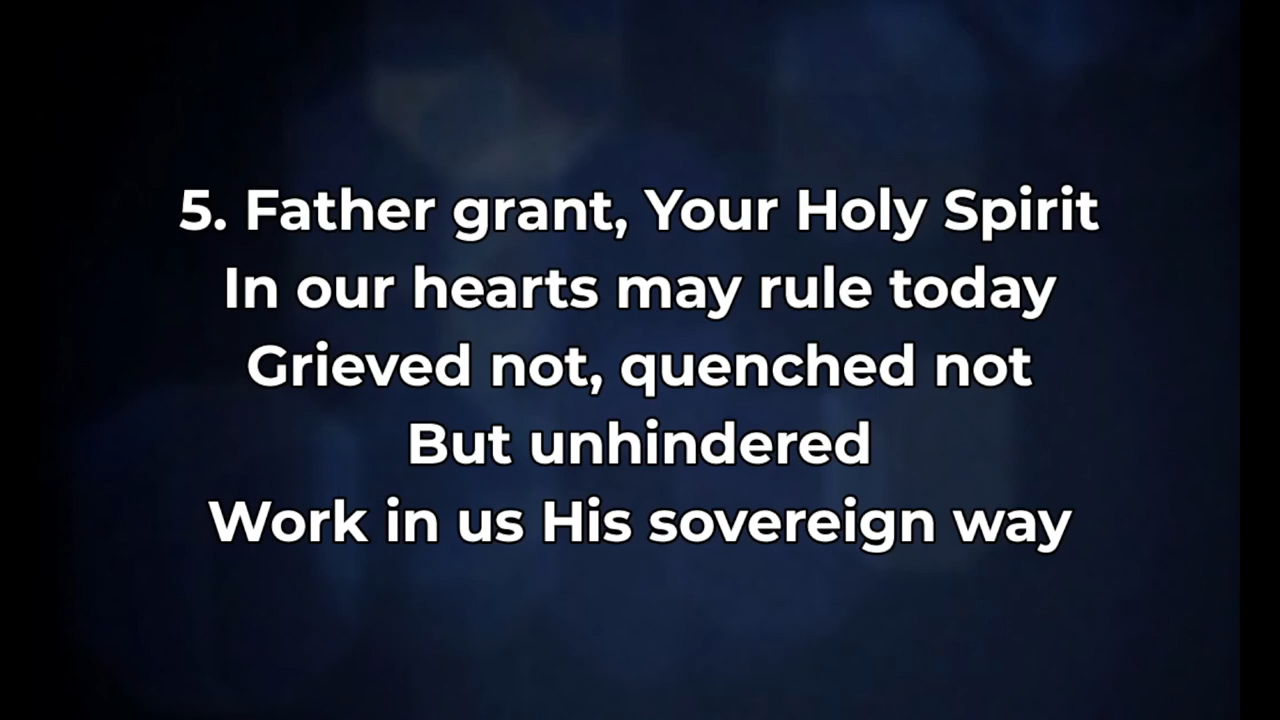 5. Father grant, Your Holy Spirit
In our hearts may rule today
Grieved not, quenched not
But unhindered
Work in us His sovereign way